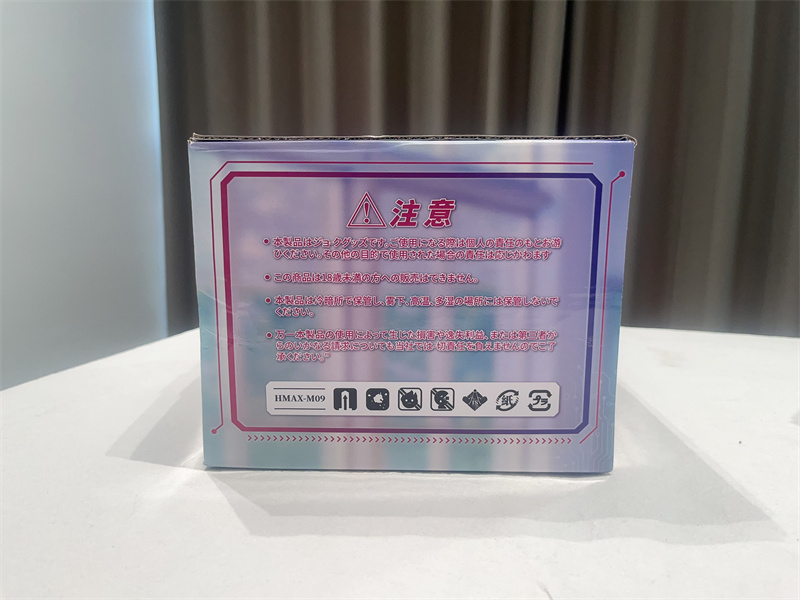 注意
● 本製品はジョークグッズです。ご使用になる際は個人の責任のもとお遊
びください。その他の目的で使用された場合の責任は応じかねます
● この商品は18歳未満の方への販売はできません。
● 本製品は冷暗所で保管し、零下、高温、多湿の場所には保管しないで
ください。
● 万一本製品の使用によって生じた損害や逸失利益、または第三者か
らのいかなる請求についても当社では一切責任を負えませんのでご了
承ください。
HMAX-M09
紙
プラ